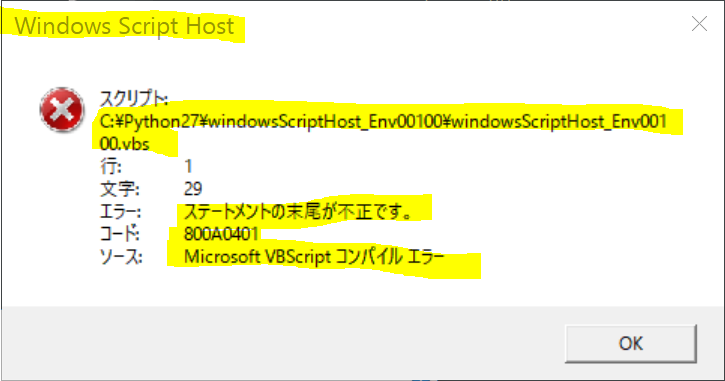 Windows Script Host
スクリプト:
C:¥Python27¥windowsScriptHost_Env00100¥windowsScriptHost_Env001
00.vbs
行: 1
文字: 29
エラー: ステートメントの末尾が不正です。
コード: 800A0401
ソース: Microsoft VBScript コンパイル エラー
OK